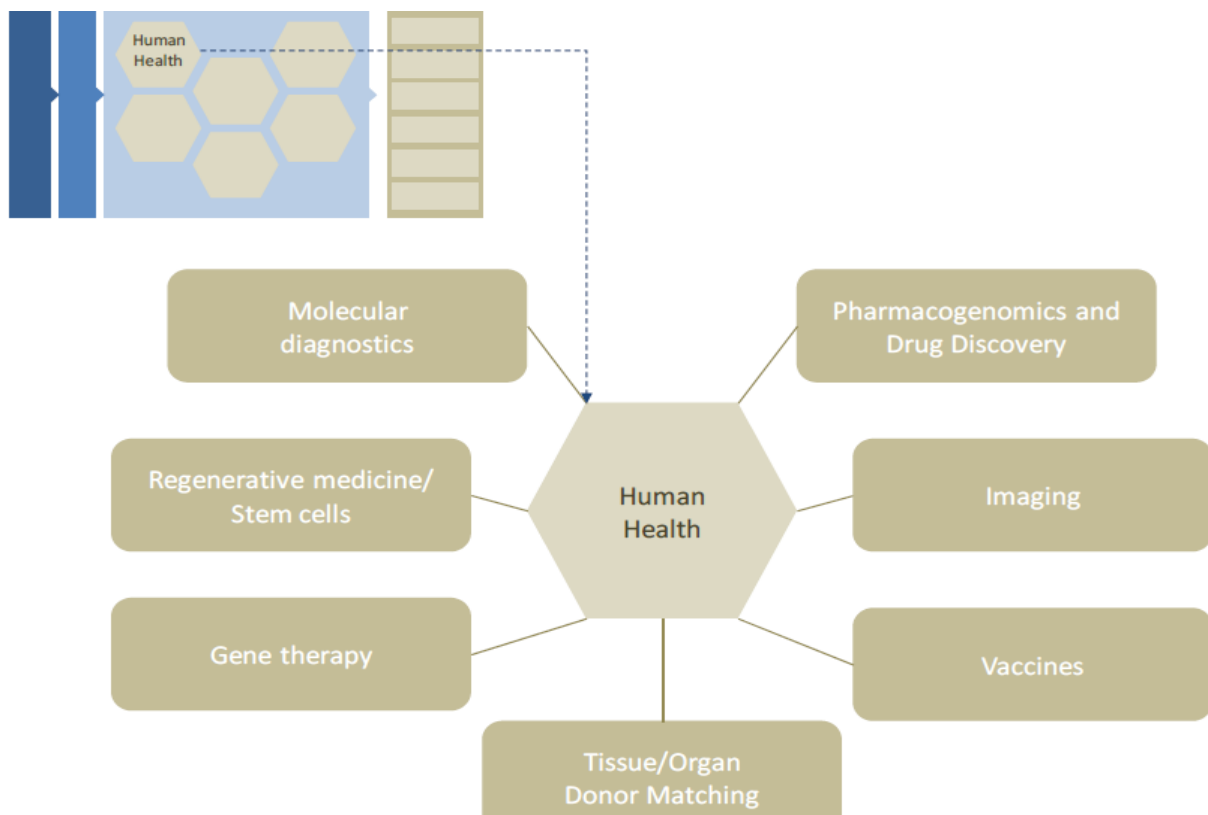 Human
Health
Molecular
diagnostics
Pharmacogenomics and
Drug Discovery
Regenerative medicine/
Stem cells
Human
Health
Imaging
Gene therapy
Vaccines
Tissue/Organ
Donor Matching